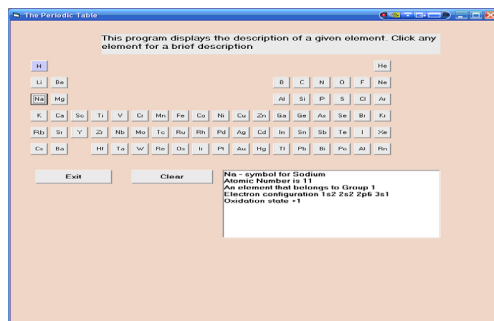 The Periodic Table
This program displays the description of a given element. Click any
element for a brief description
H He
Li Be B C N O F Ne
Na Mg Al Si P S Cl Ar
K Ca Sc Ti V Cr Mn Fe Co Ni Cu Zn Ga Ge As Se Br Kr
Rb Sr Y Zr Nb Mo Tc Ru Rh Pd Ag Cd In Sn Sb Te I Xe
Cs Ba Hf Ta W Re Os Ir Pt Au Hg Tl Pb Bi Po At Rn
Exit Clear
Na - symbol for Sodium
Atomic Number is 11
An element that belongs to Group 1
Electron configuration 1s2 2s2 2p6 3s1
Oxidation state +1